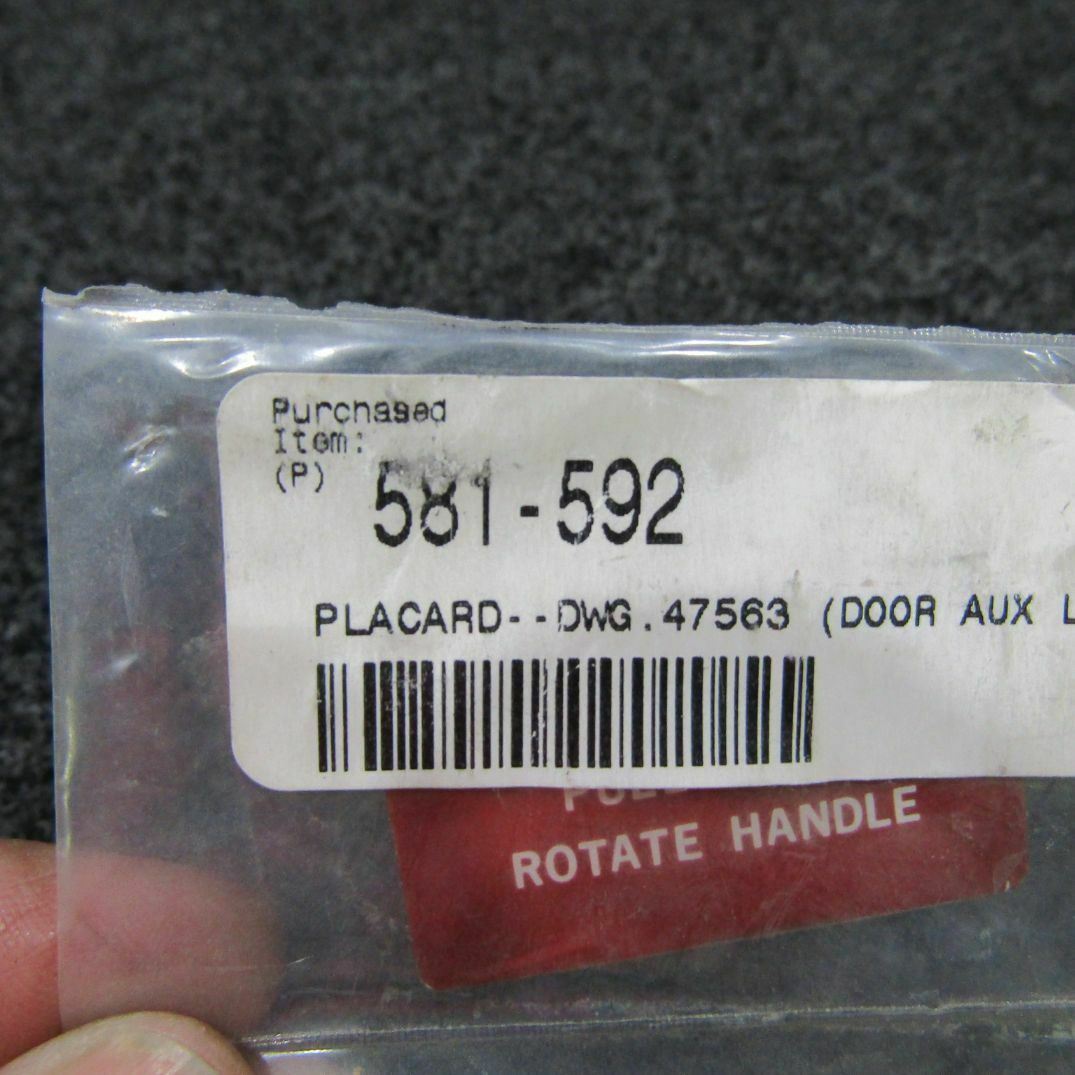 Purchased
Item:
(P)
581-592
PLACARD--DWG.47563 (DOOR AUX L
ROTATE HANDLE